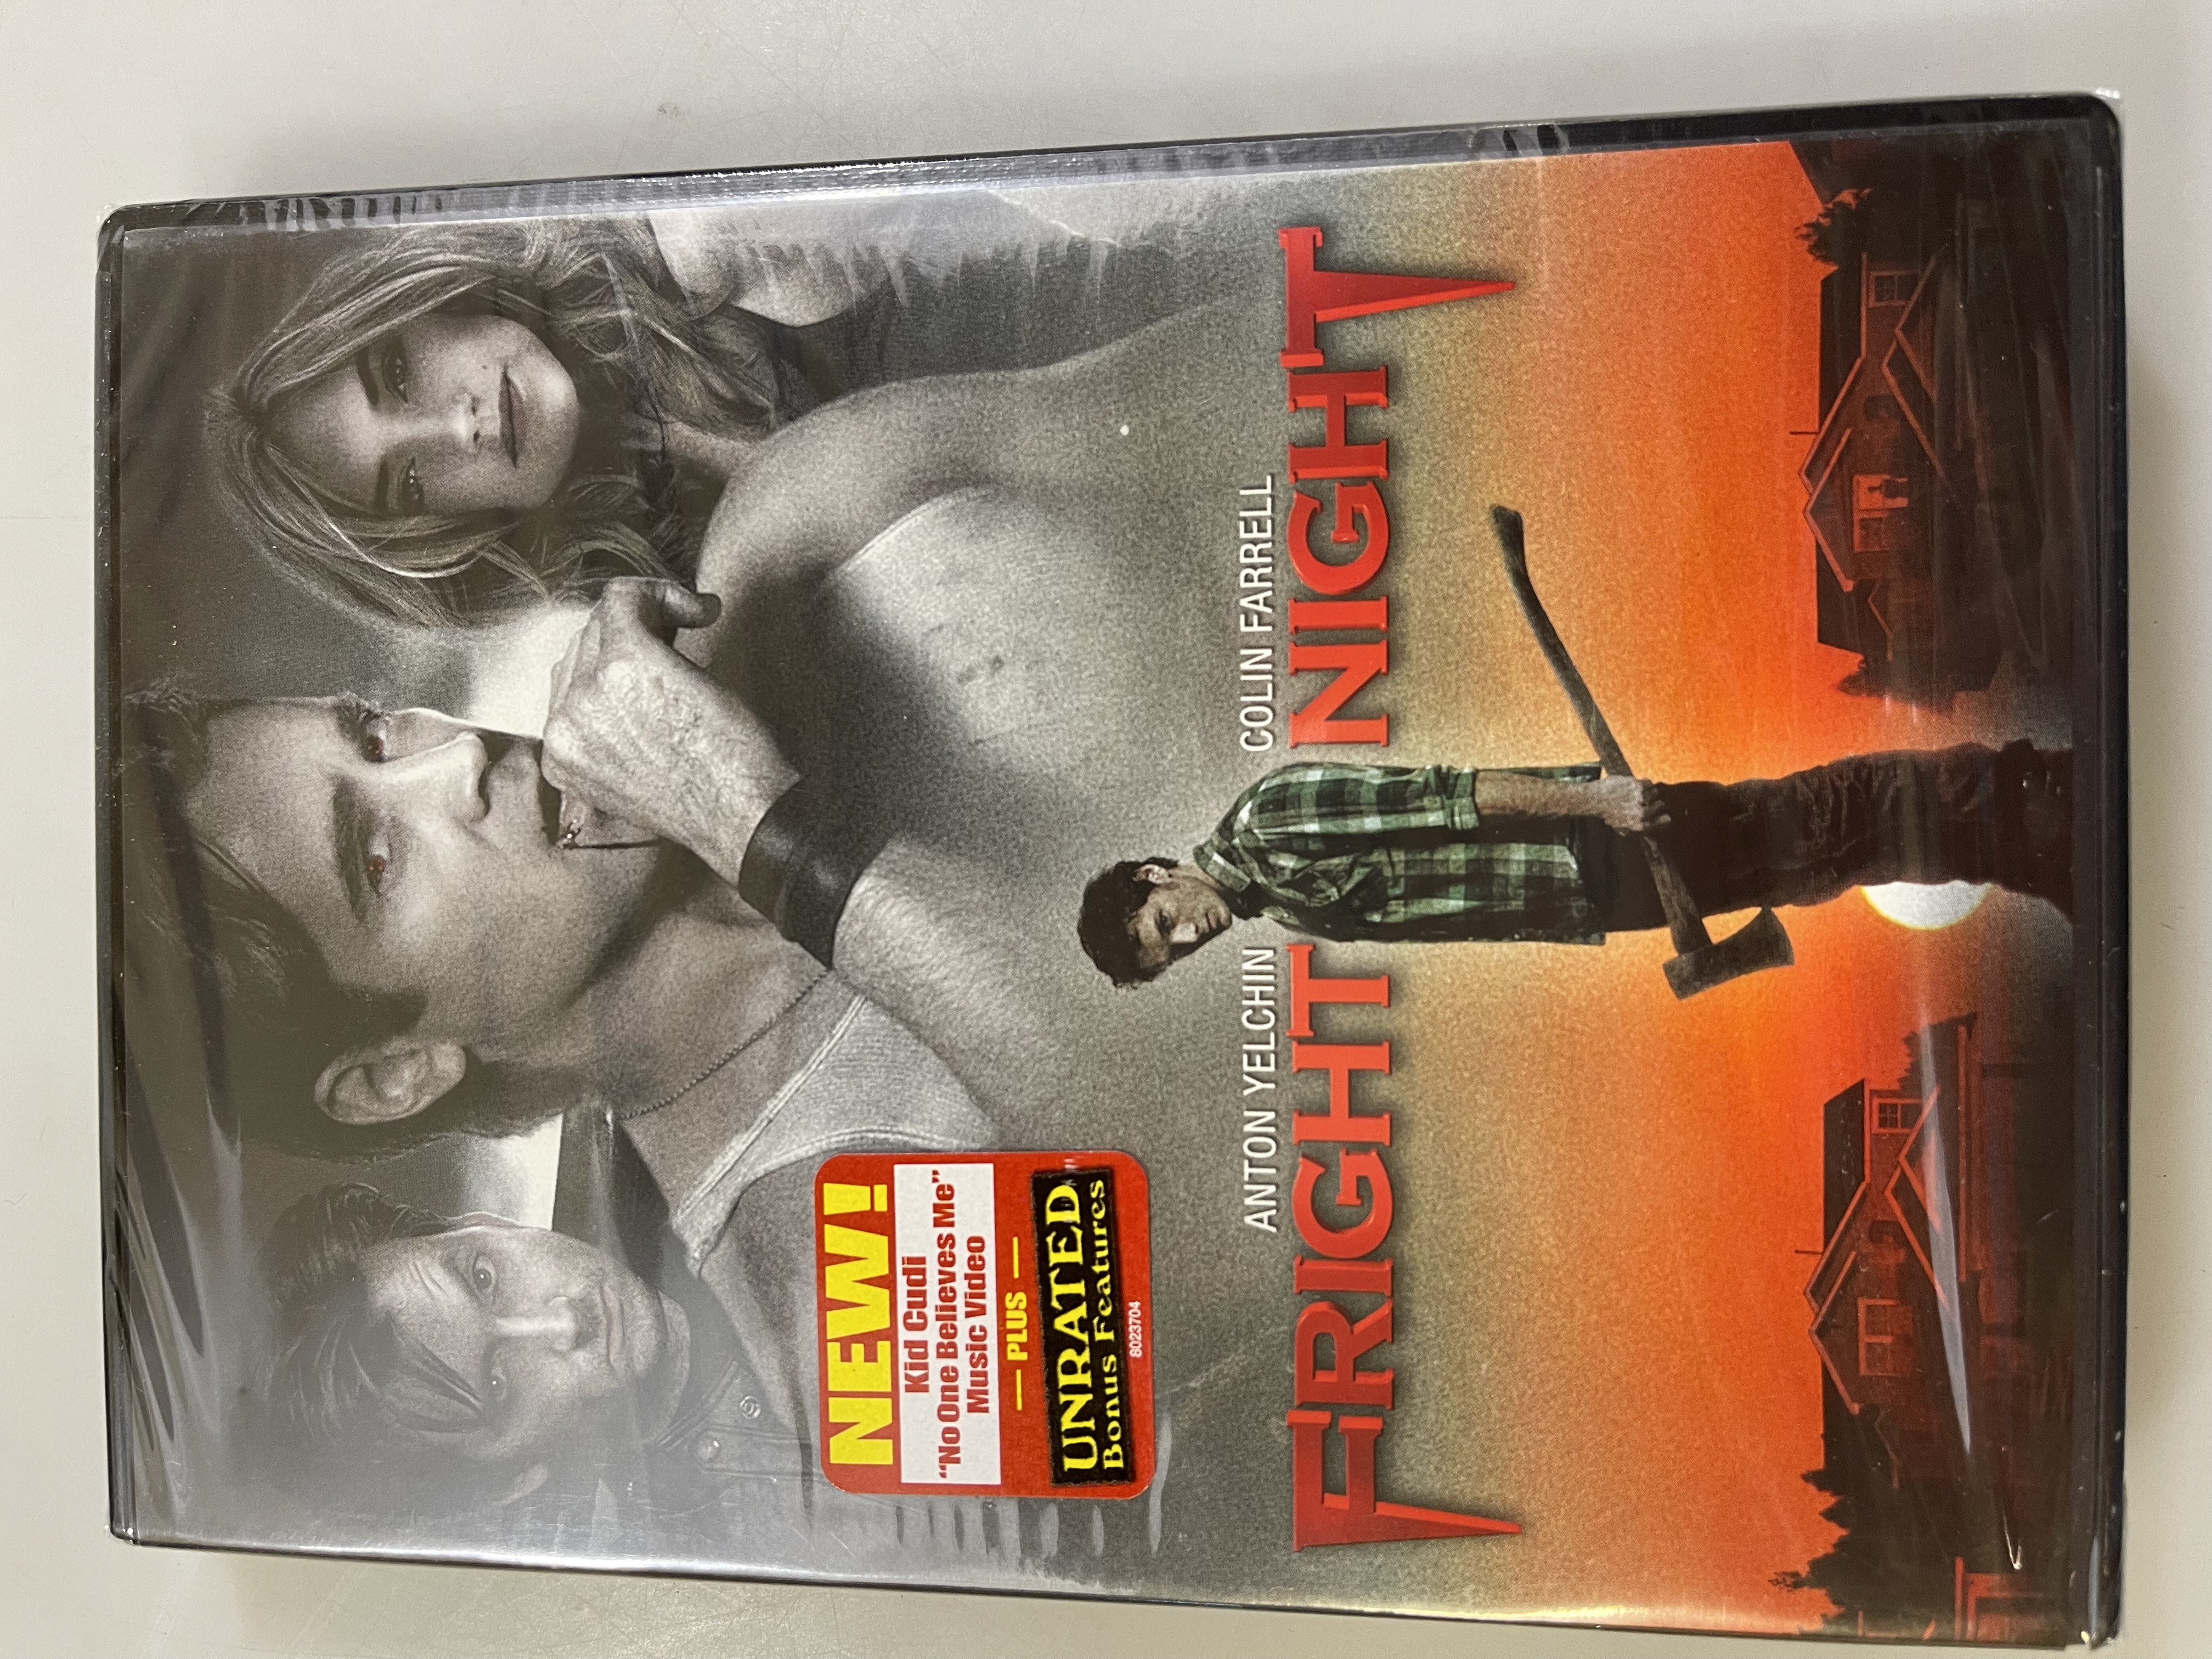 NEW!
Kid Cudi
“No One Believes Me”
Music Video
— PLUS —
UNRATED
Bonus Features
8023704
ANTON YELCHIN COLIN FARRELL
FRIGHT NIGHT